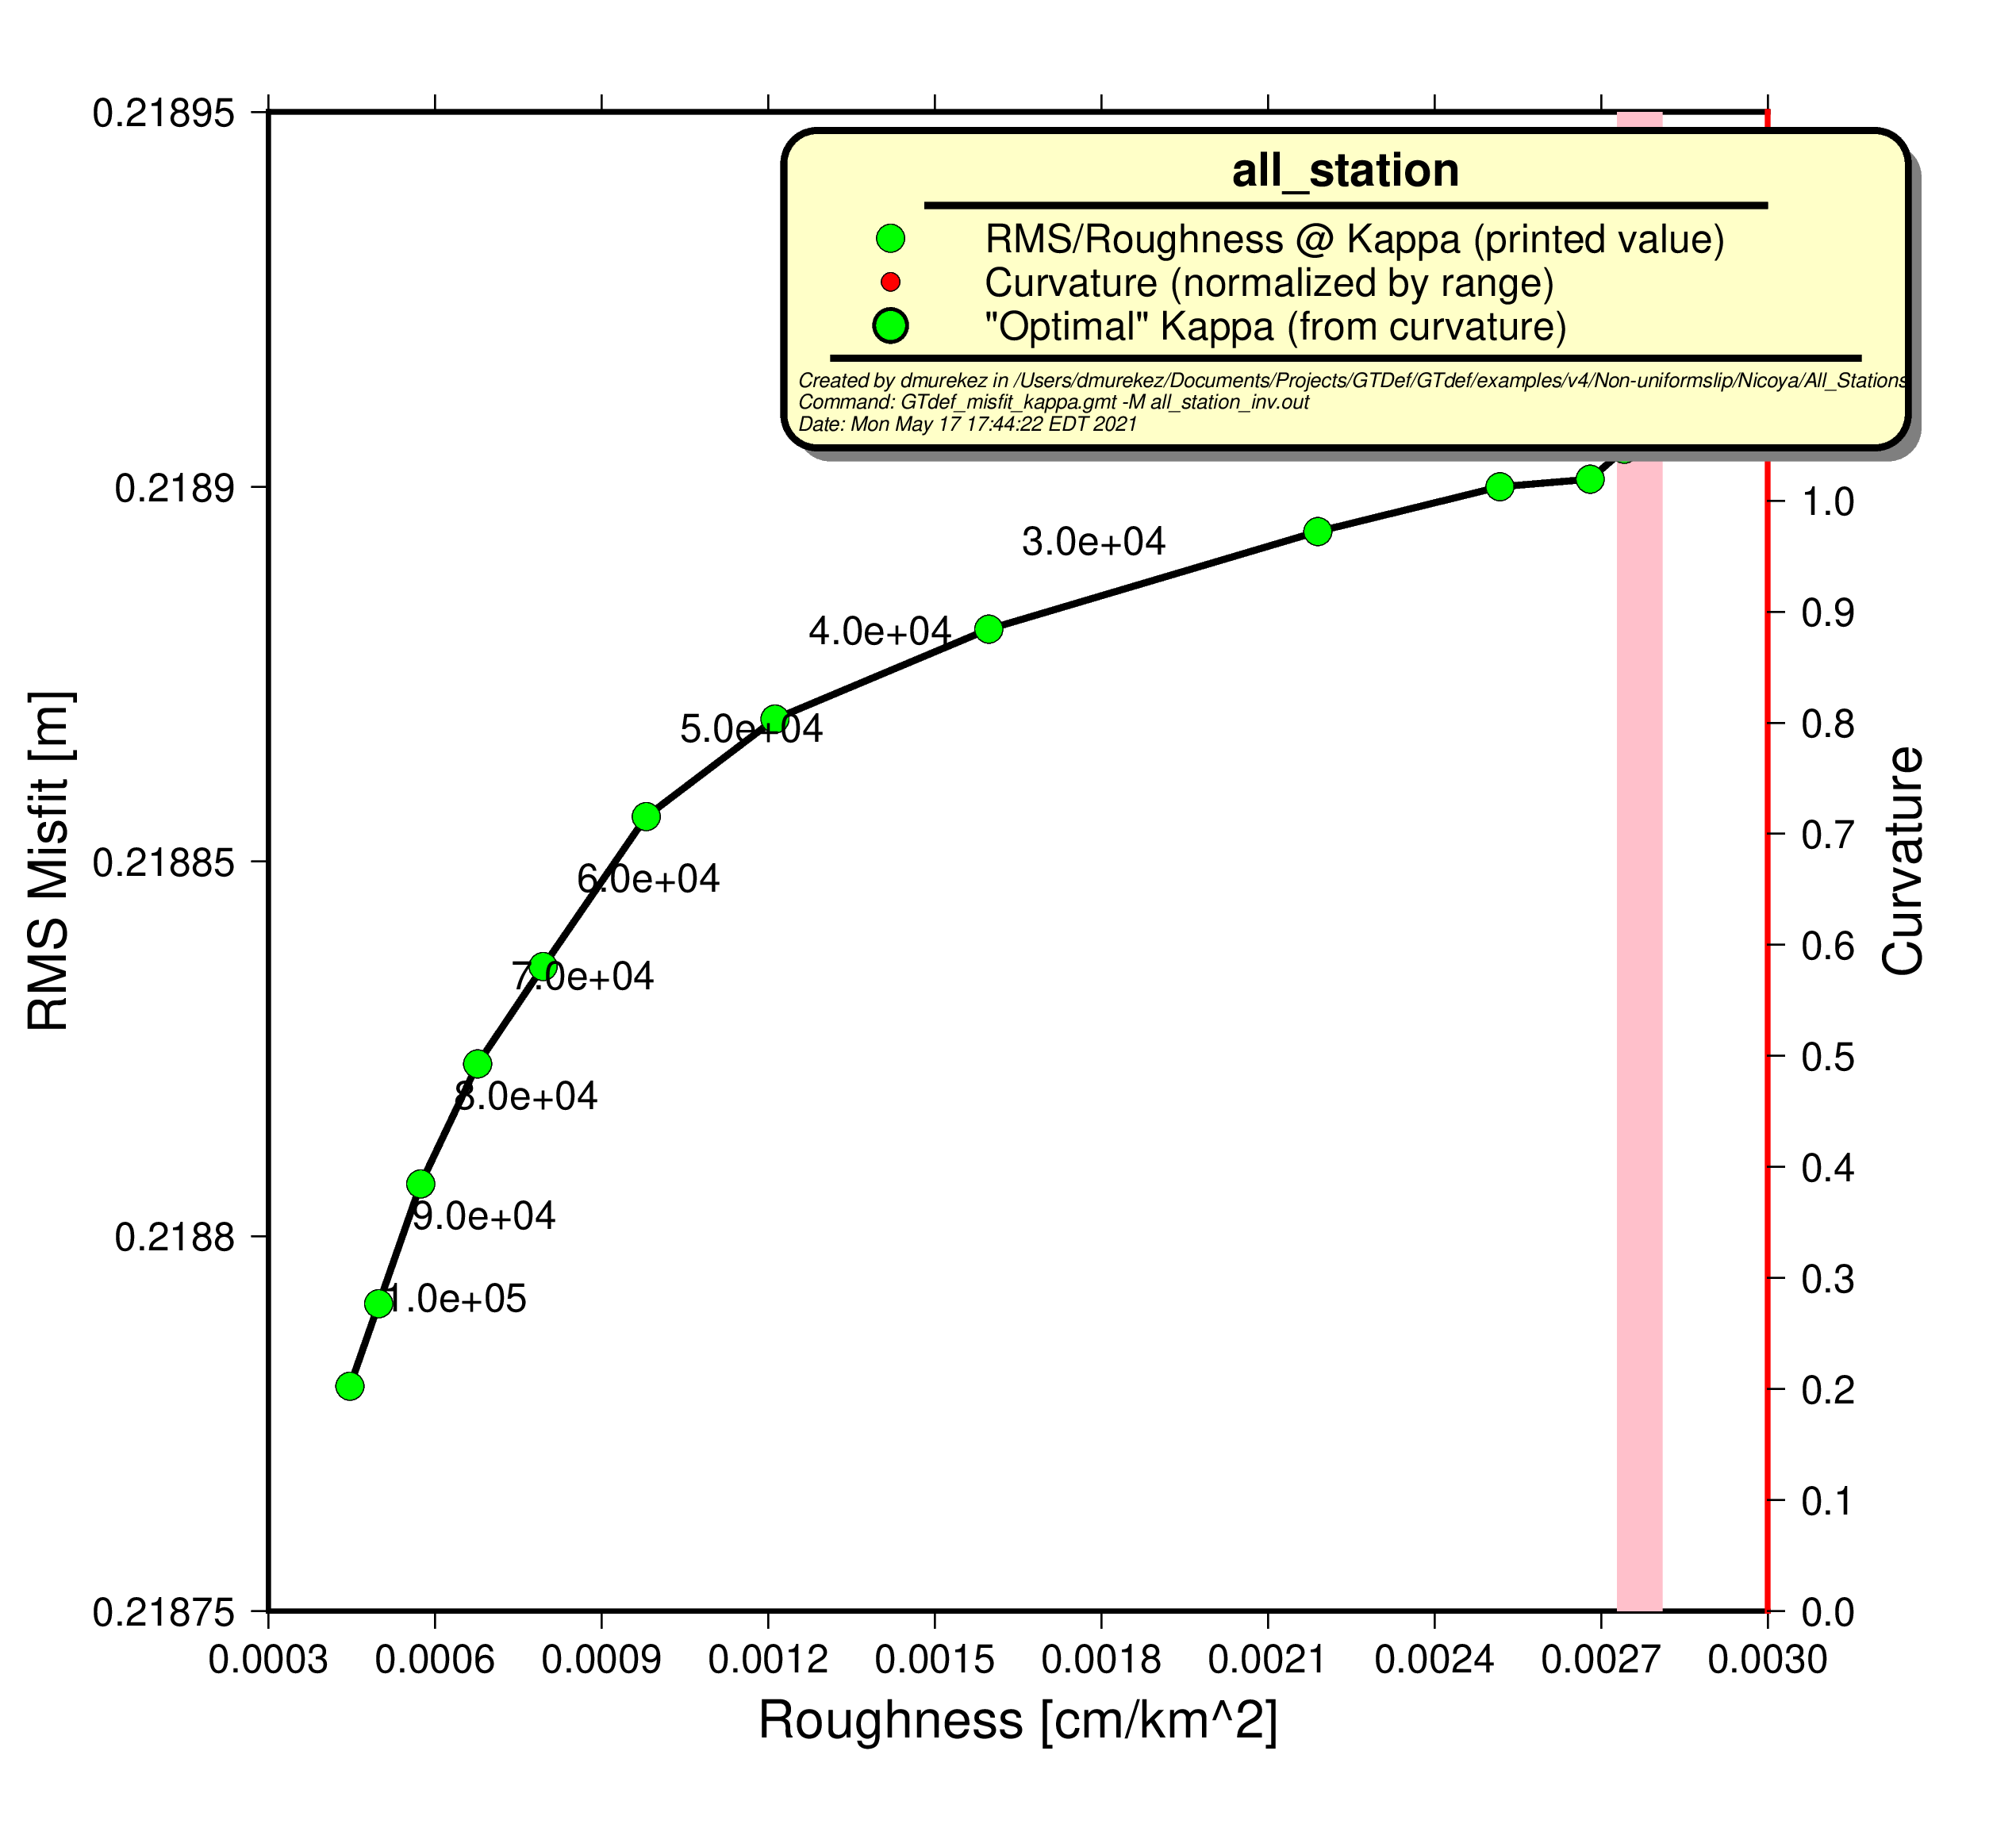 0.21895
0.2189
0.21885
0.2188
0.21875
RMS Misfit [m]
all_station
RMS/Roughness @ Kappa (printed value)
Curvature (normalized by range)
"Optimal" Kappa (from curvature)
Created by dmurekez in /Users/dmurekez/Documents/Projects/GTDef/GTdef/examples/v4/Non-uniformslip/Nicoya/All_Stations
Command: GTdef_misfit_kappa.gmt -M all_station_inv.out
Date: Mon May 17 17:44:22 EDT 2021
3.0e+04
4.0e+04
5.0e+04
6.0e+04
7.0e+04
8.0e+04
9.0e+04
1.0e+05
1.0
0.9
0.8
0.7
0.6
0.5
0.4
0.3
0.2
0.1
0.0
Curvature
0.0003 0.0006 0.0009 0.0012 0.0015 0.0018 0.0021 0.0024 0.0027 0.0030
Roughness [cm/km^2]